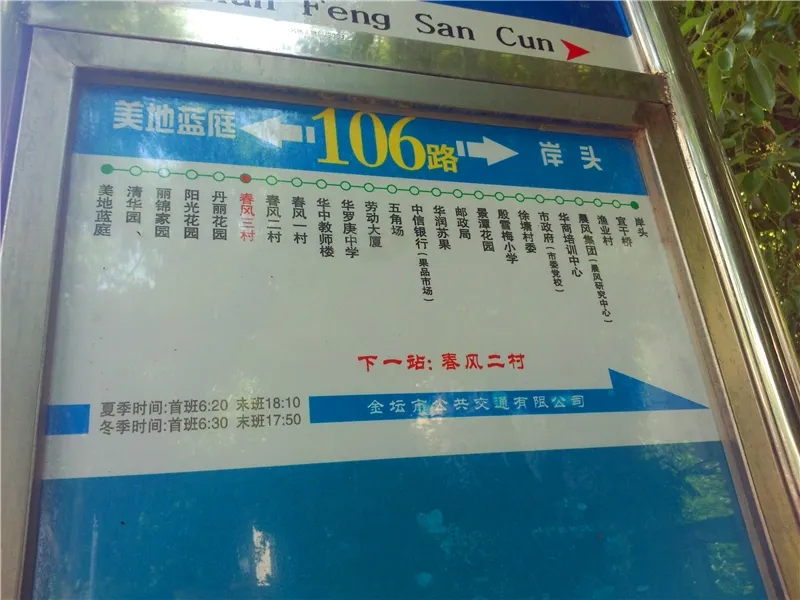 Feng San Cun
美地蓝庭
106路
岸头
美地蓝庭
清华园、
丽锦家园
阳光花园
丹丽花园
春风三村
春风二村
春风一村
华中教师楼
华罗庚中学
劳动大厦
五角场
中信银行(果品市场)
华润苏果
邮政局
景潭花园
殷雪梅小学
徐塘村委
市政府(市委党校)
华商培训中心
晨风集团(晨风研究中心)
渔业村
宜干桥
岸头
下一站:春风二村
夏季时间:首班6:20 末班18:10
冬季时间:首班6:30 末班17:50
金坛市公共交通有限公司